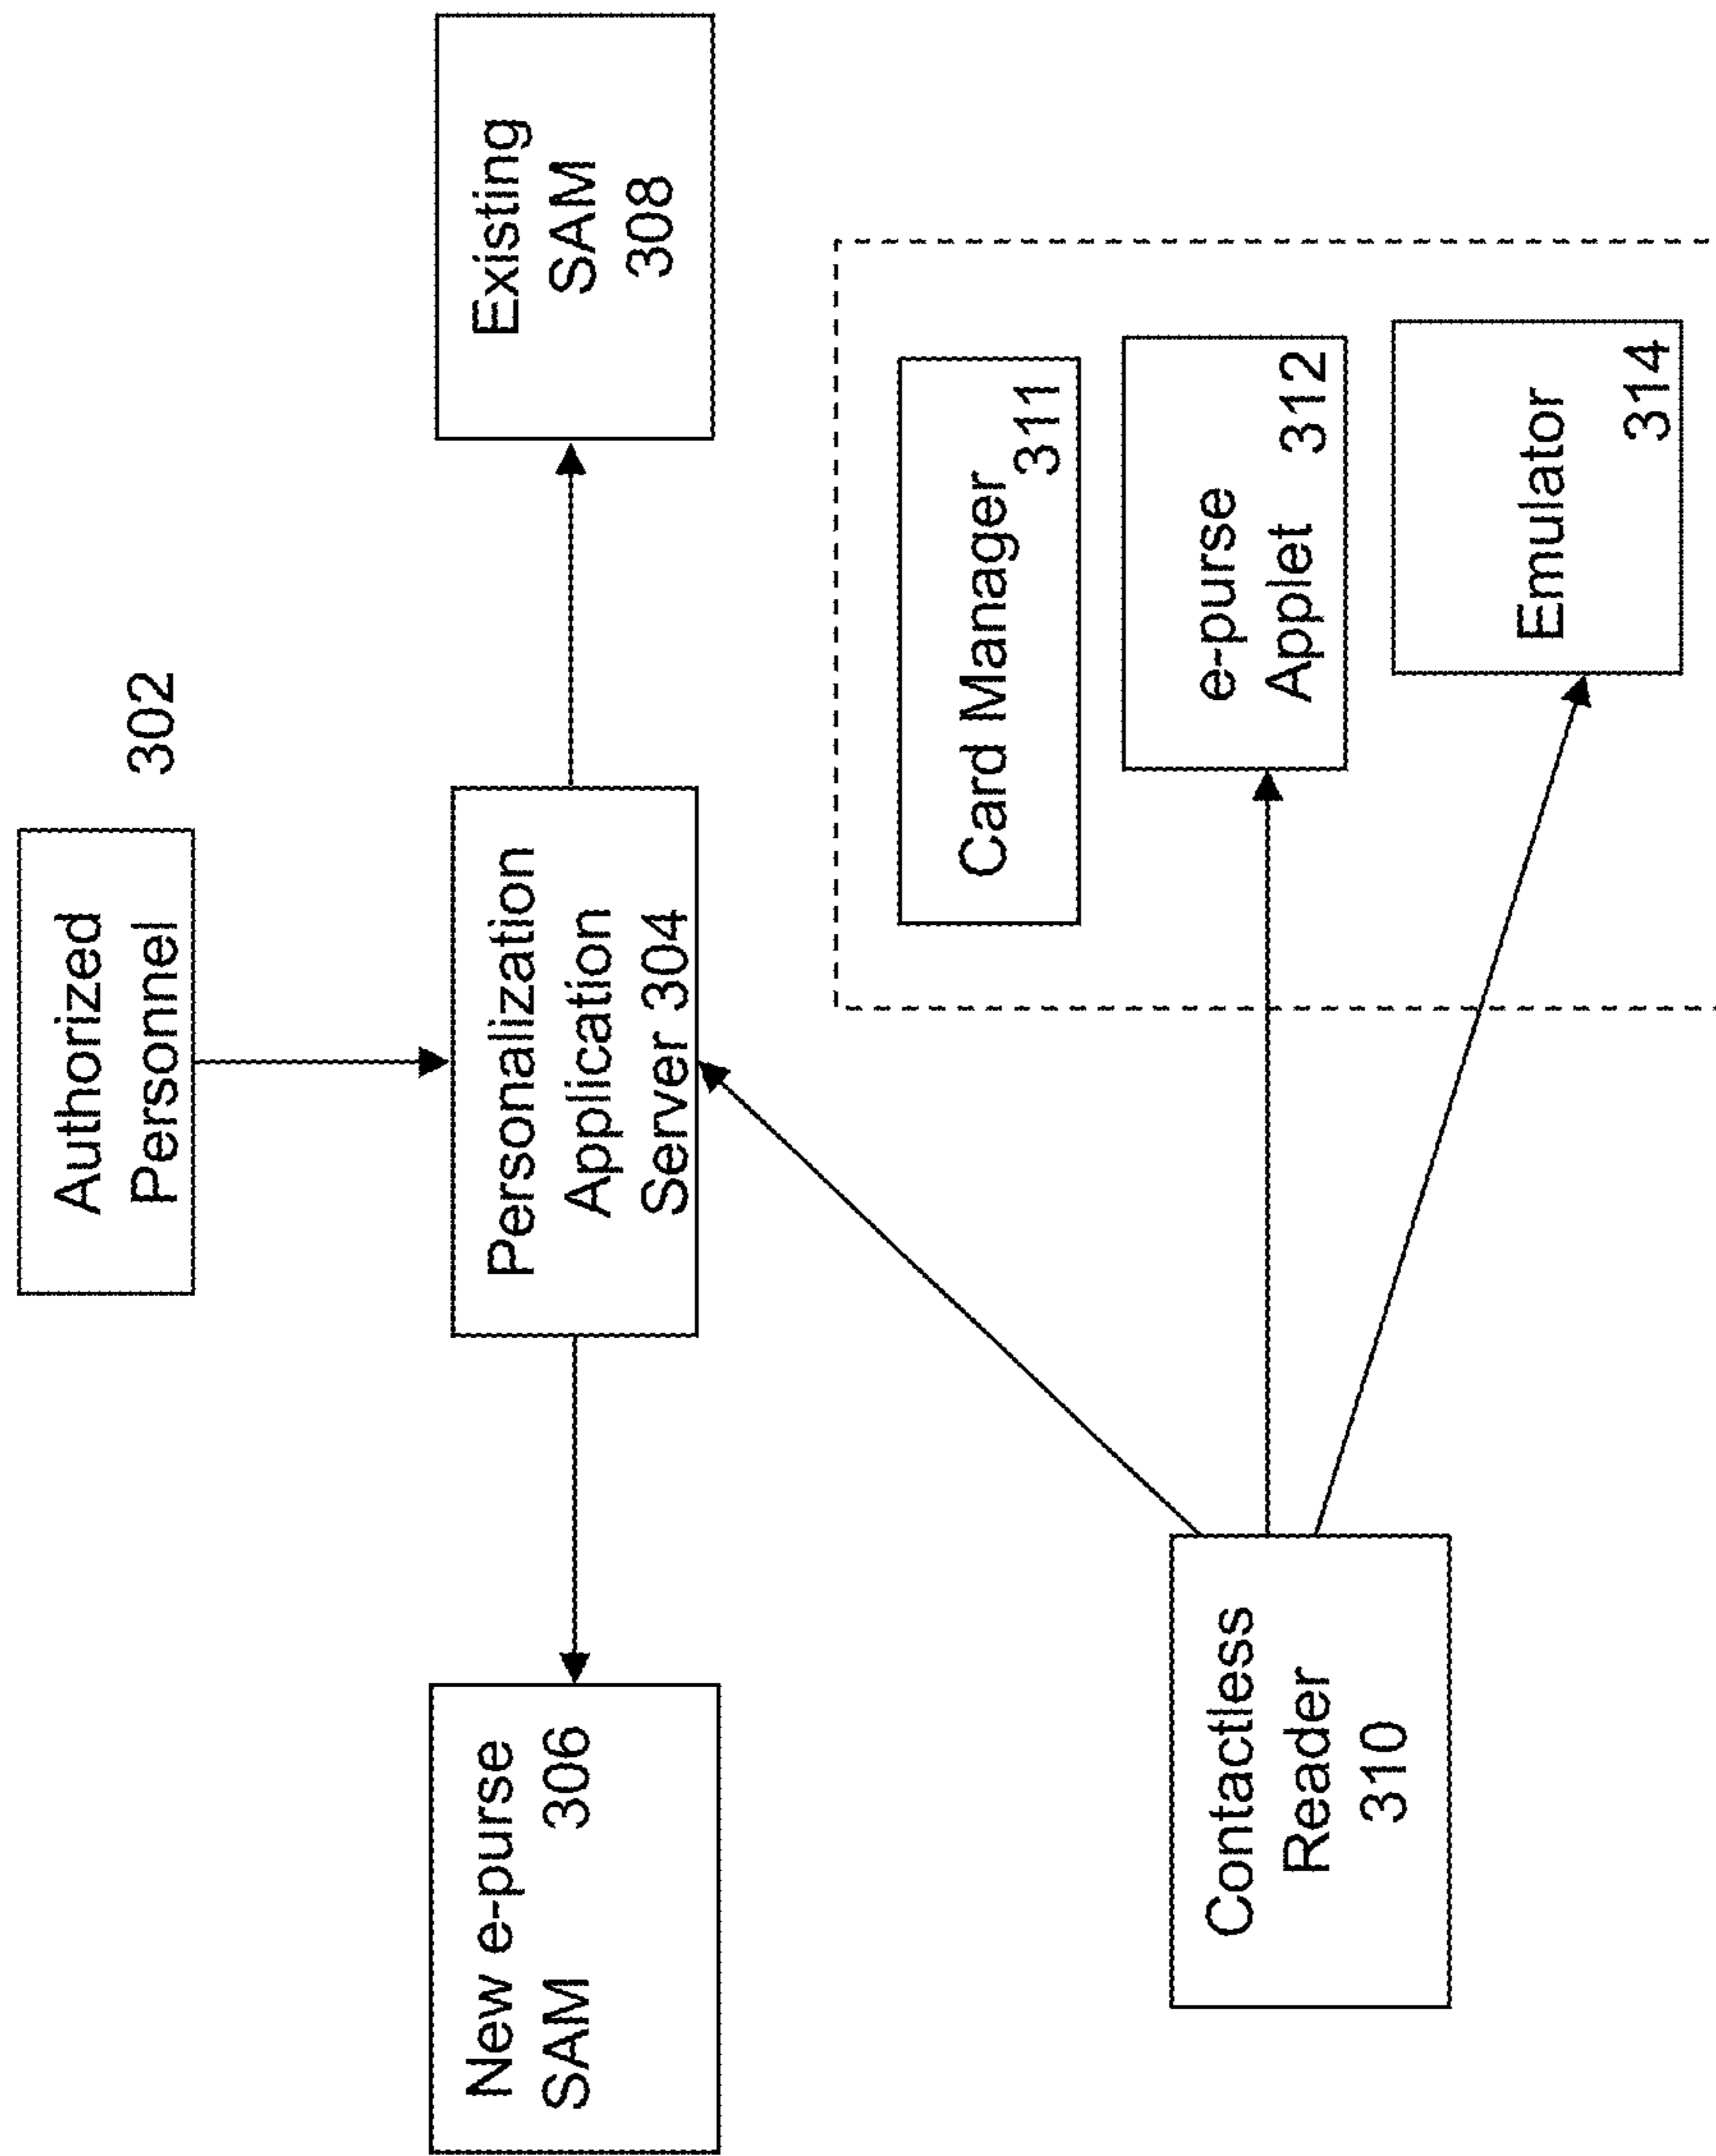 Authorized
Personnel
302
New e-purse
SAM 306
Personalization
Application
Server 304
Existing
SAM
308
Contactless
Reader
310
Card Manager
311
e-purse
Applet 312
Emulator
314